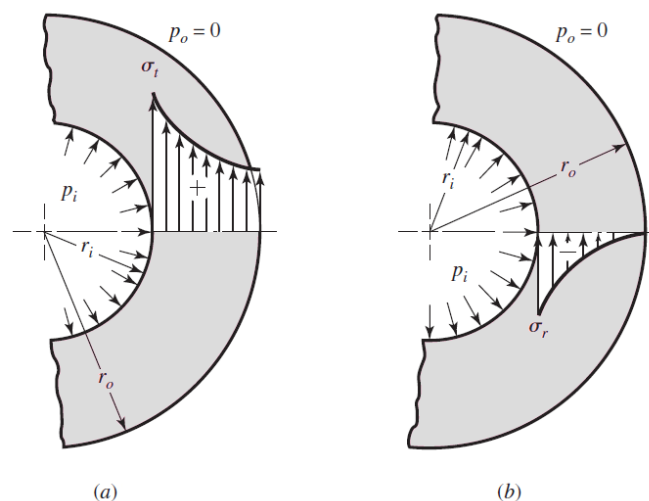 p_o = 0
σ_t
+
p_i
r_i
r_o
(a)
p_o = 0
r_i
r_o
−
p_i
σ_r
(b)